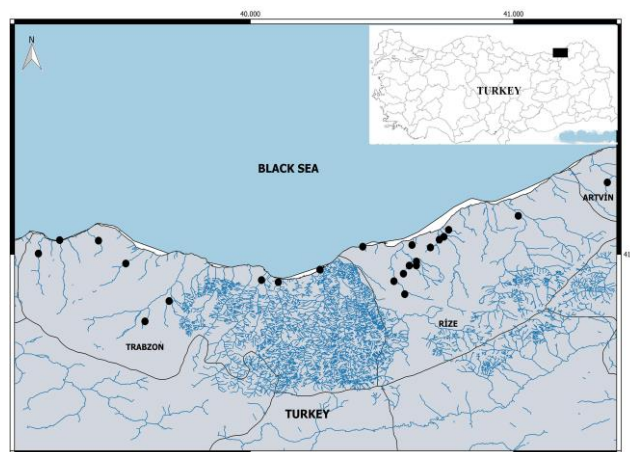 40.000
41.000
N
TURKEY
BLACK SEA
ARTVİN
41
RİZE
TRABZON
TURKEY